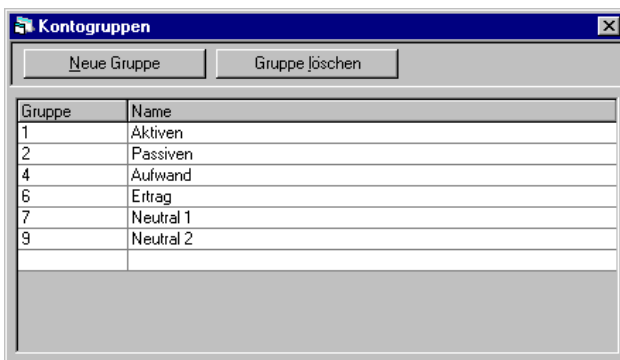 Kontogruppen
Neue Gruppe Gruppe löschen
Gruppe Name
1 Aktiven
2 Passiven
4 Aufwand
6 Ertrag
7 Neutral 1
9 Neutral 2